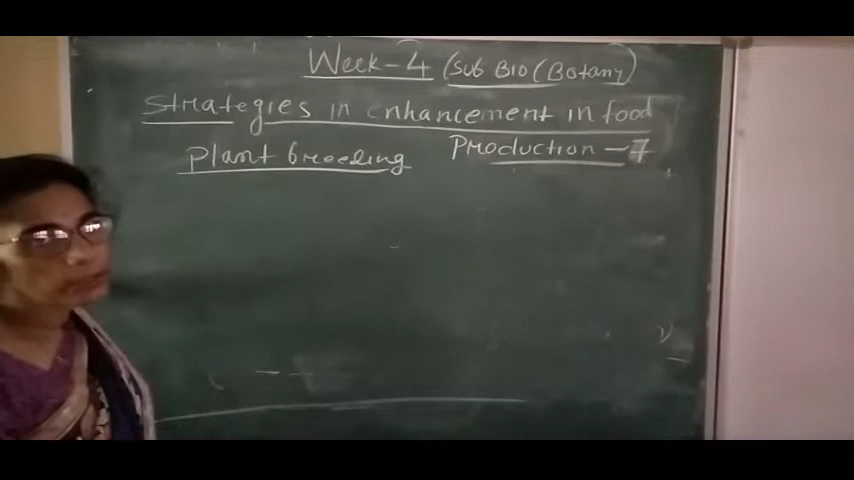 Week-4 (Sub BIO (Botany)
Strategies in enhancement in food
Plant breeding Production-7